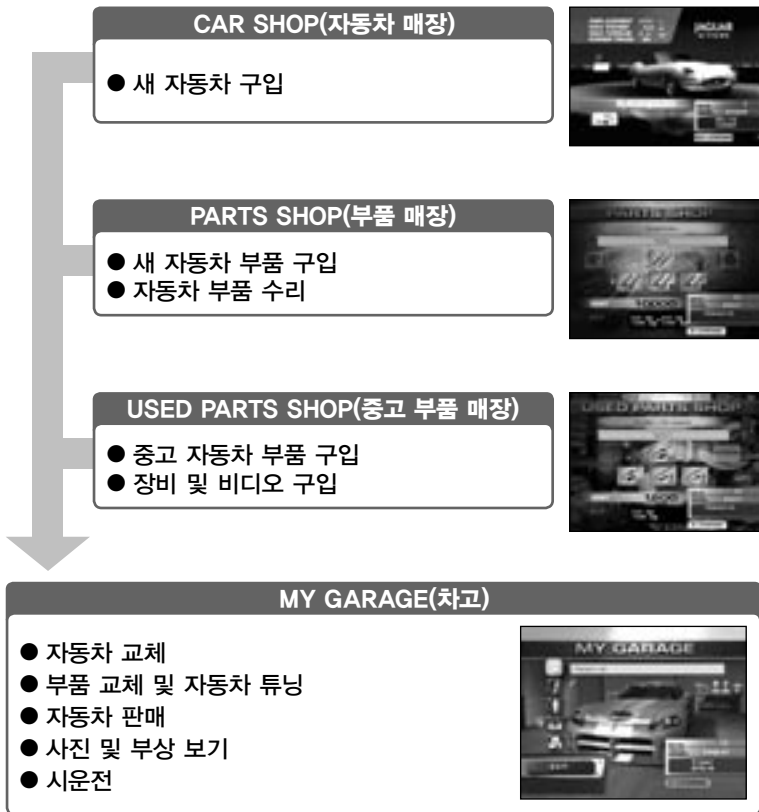 CAR SHOP(자동차 매장)
● 새 자동차 구입
JAGUAR
PARTS SHOP(부품 매장)
● 새 자동차 부품 구입
● 자동차 부품 수리
PARTS SHOP
10000
USED PARTS SHOP(중고 부품 매장)
● 중고 자동차 부품 구입
● 장비 및 비디오 구입
USED PARTS SHOP
MY GARAGE(차고)
● 자동차 교체
● 부품 교체 및 자동차 튜닝
● 자동차 판매
● 사진 및 부상 보기
● 시운전
MY GARAGE